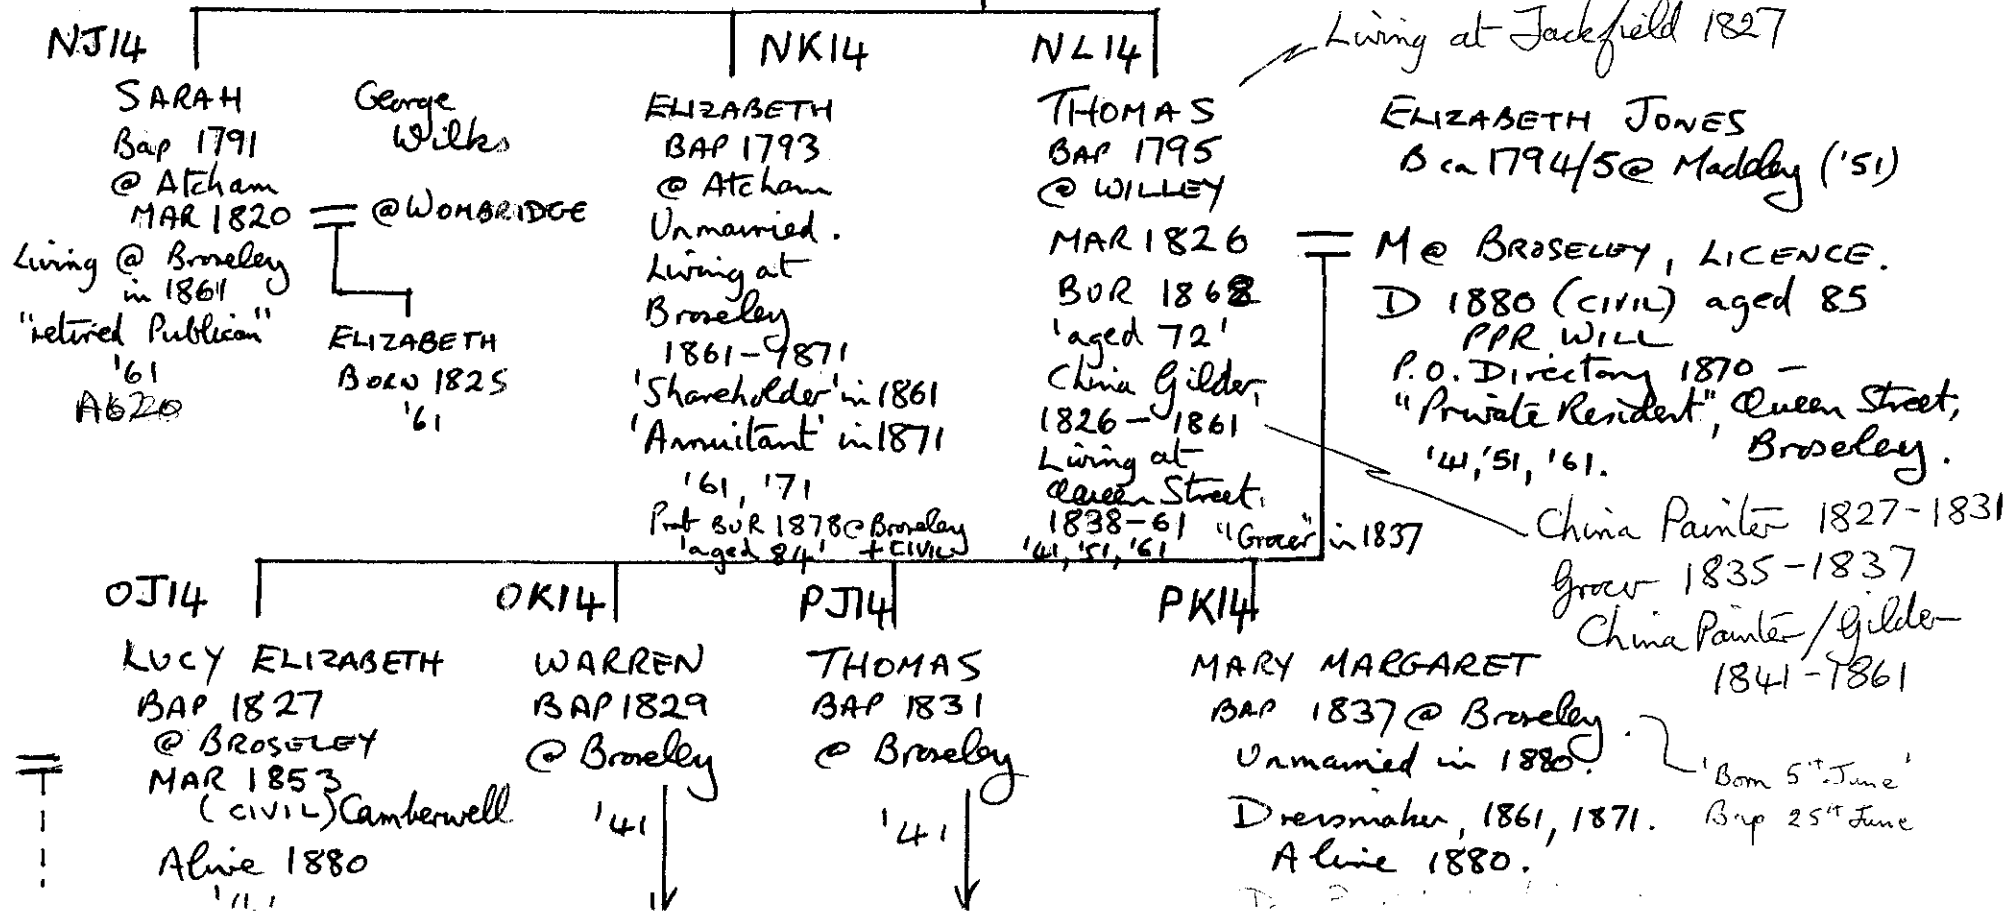 NJ14
SARAH
Bap 1791
@ Atcham
MAR 1820
Living @ Broseley
in 1861
"retired Publican"
'61
A620
George
Wilks
@ WOMBRIDGE
ELIZABETH
BORN 1825
'61
NK14
ELIZABETH
BAP 1793
@ Atcham
Unmarried.
Living at
Broseley
1861-1871
'Shareholder' in 1861
'Annuitant' in 1871
'61, '71
Prob BUR 1878 @ Broseley
'aged 84' + CIVIL
NL14
THOMAS
BAP 1795
@ WILLEY
MAR 1826
BUR 1868
'aged 72'
China Gilder,
1826-1861
Living at
Queen Street,
1838-61
'41, '51, '61
"Grocer" in 1837
Living at Jackfield 1827
ELIZABETH JONES
B ca 1794/5 @ Madeley ('51)
M @ BROSELEY, LICENCE.
D 1880 (CIVIL) aged 85
PPR WILL
P.O. Directory 1870 -
"Private Resident", Queen Street,
Broseley.
'41, '51, '61.
China Painter 1827-1831
Grocer 1835-1837
China Painter/Gilder
1841-1861
OJ14
LUCY ELIZABETH
BAP 1827
@ BROSELEY
MAR 1853
(CIVIL) Camberwell
Alive 1880
OK14
WARREN
BAP 1829
@ Broseley
'41
PJ14
THOMAS
BAP 1831
@ Broseley
'41
PK14
MARY MARGARET
BAP 1837 @ Broseley.
Unmarried in 1880.
Dressmaker, 1861, 1871.
Alive 1880.
'Born 5th June'
Bap 25th June